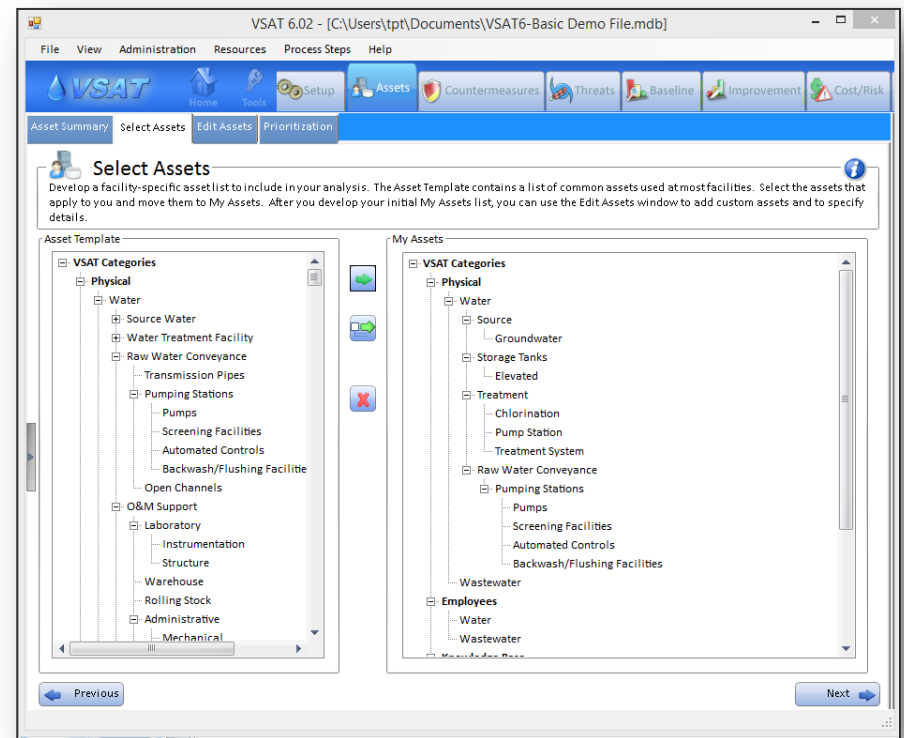 VSAT 6.02 - [C:\Users\tpt\Documents\VSAT6-Basic Demo File.mdb]
File View Administration Resources Process Steps Help
VSAT Home Tools Setup Assets Countermeasures Threats Baseline Improvement Cost/Risk
Asset Summary Select Assets Edit Assets Prioritization
Select Assets
Develop a facility-specific asset list to include in your analysis. The Asset Template contains a list of common assets used at most facilities. Select the assets that
apply to you and move them to My Assets. After you develop your initial My Assets list, you can use the Edit Assets window to add custom assets and to specify
details.
Asset Template
VSAT Categories
Physical
Water
Source Water
Water Treatment Facility
Raw Water Conveyance
Transmission Pipes
Pumping Stations
Pumps
Screening Facilities
Automated Controls
Backwash/Flushing Facilitie
Open Channels
O&M Support
Laboratory
Instrumentation
Structure
Warehouse
Rolling Stock
Administrative
Mechanical
My Assets
VSAT Categories
Physical
Water
Source
Groundwater
Storage Tanks
Elevated
Treatment
Chlorination
Pump Station
Treatment System
Raw Water Conveyance
Pumping Stations
Pumps
Screening Facilities
Automated Controls
Backwash/Flushing Facilities
Wastewater
Employees
Water
Wastewater
Knowledge Base
Previous
Next